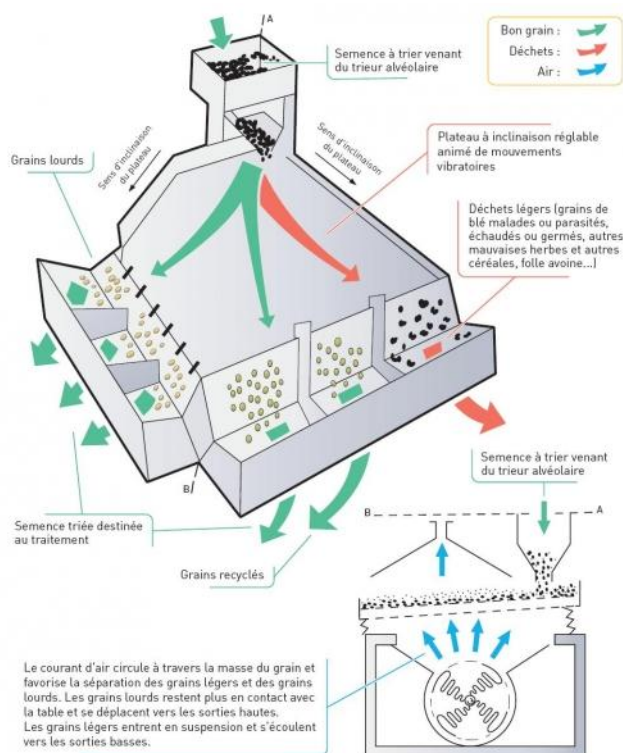 A
Semence à trier venant
du trieur alvéolaire
Bon grain :
Déchets :
Air :
Grains lourds
Sens d'inclinaison
du plateau
Sens d'inclinaison
du plateau
Plateau à inclinaison réglable
animé de mouvements
vibratoires
Déchets légers (grains de
blé malades ou parasités,
échaudés ou germés, autres
mauvaises herbes et autres
céréales, folle avoine...)
B
Semence à trier venant
du trieur alvéolaire
B
A
Semence triée destinée
au traitement
Grains recyclés
Le courant d'air circule à travers la masse du grain et
favorise la séparation des grains légers et des grains
lourds. Les grains lourds restent plus en contact avec
la table et se déplacent vers les sorties hautes.
Les grains légers entrent en suspension et s'écoulent
vers les sorties basses.